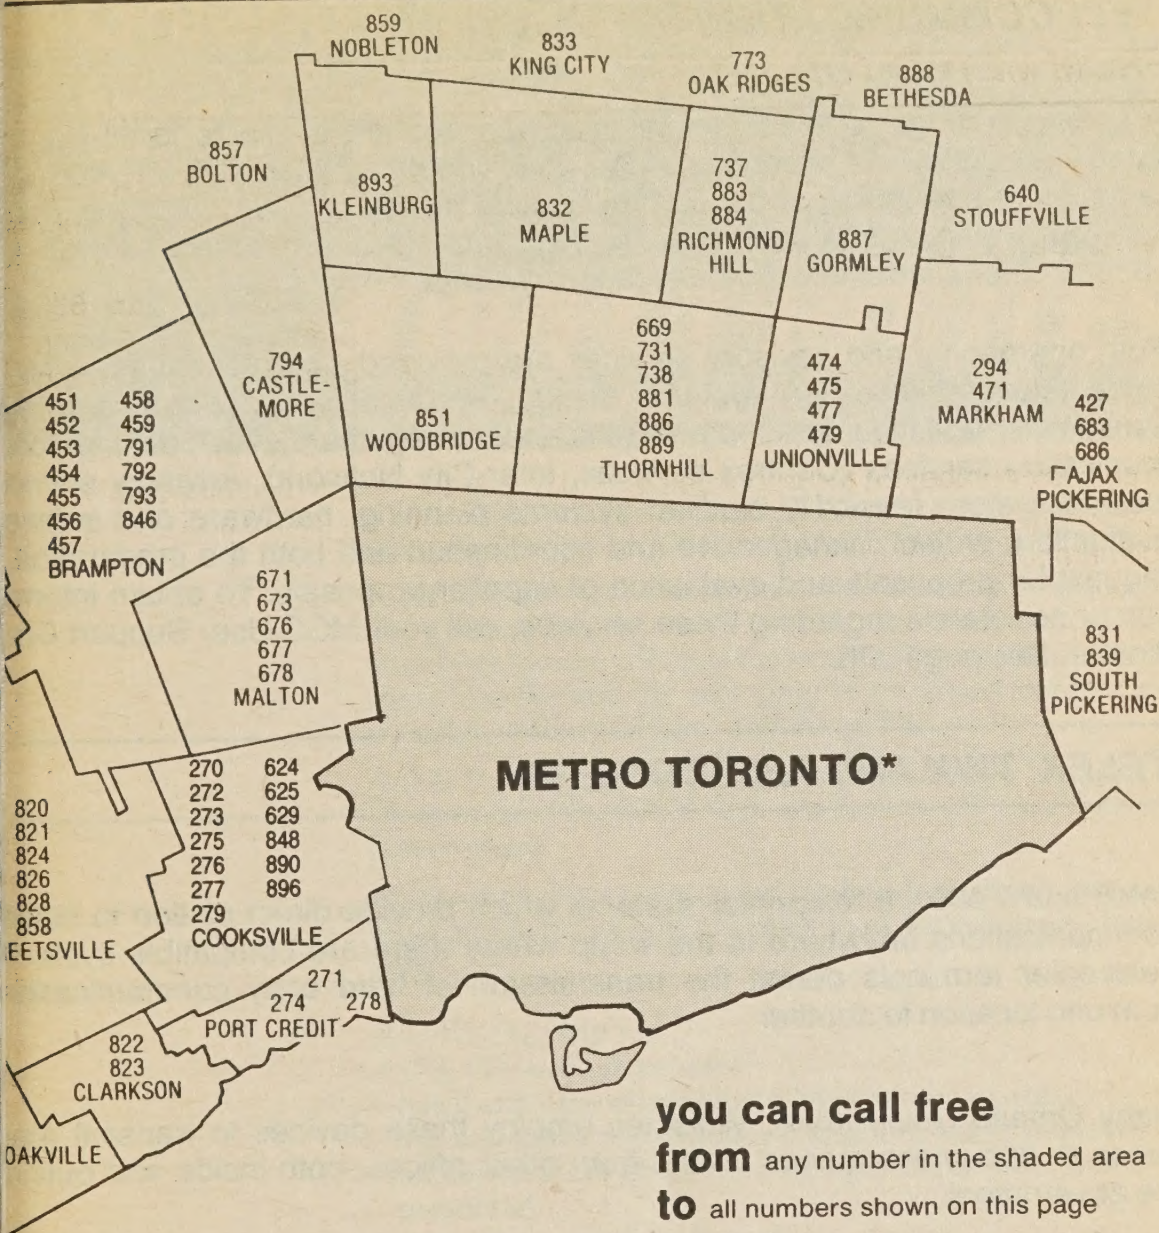 859
NOBLETON
833
KING CITY
773
OAK RIDGES
888
BETHESDA
857
BOLTON
893
KLEINBURG
832
MAPLE
737
883
884
RICHMOND
HILL
887
GORMLEY
640
STOUFFVILLE
794
CASTLE-
MORE
851
WOODBRIDGE
669
731
738
881
886
889
THORNHILL
474
475
477
479
UNIONVILLE
294
471
MARKHAM
427
683
686
AJAX
PICKERING
451 458
452 459
453 791
454 792
455 793
456 846
457
BRAMPTON
671
673
676
677
678
MALTON
831
839
SOUTH
PICKERING
METRO TORONTO*
270 624
272 625
273 629
275 848
276 890
277 896
279
COOKSVILLE
820
821
824
826
828
858
EETSVILLE
271
274 278
PORT CREDIT
822
823
CLARKSON
OAKVILLE
you can call free
from any number in the shaded area
to all numbers shown on this page